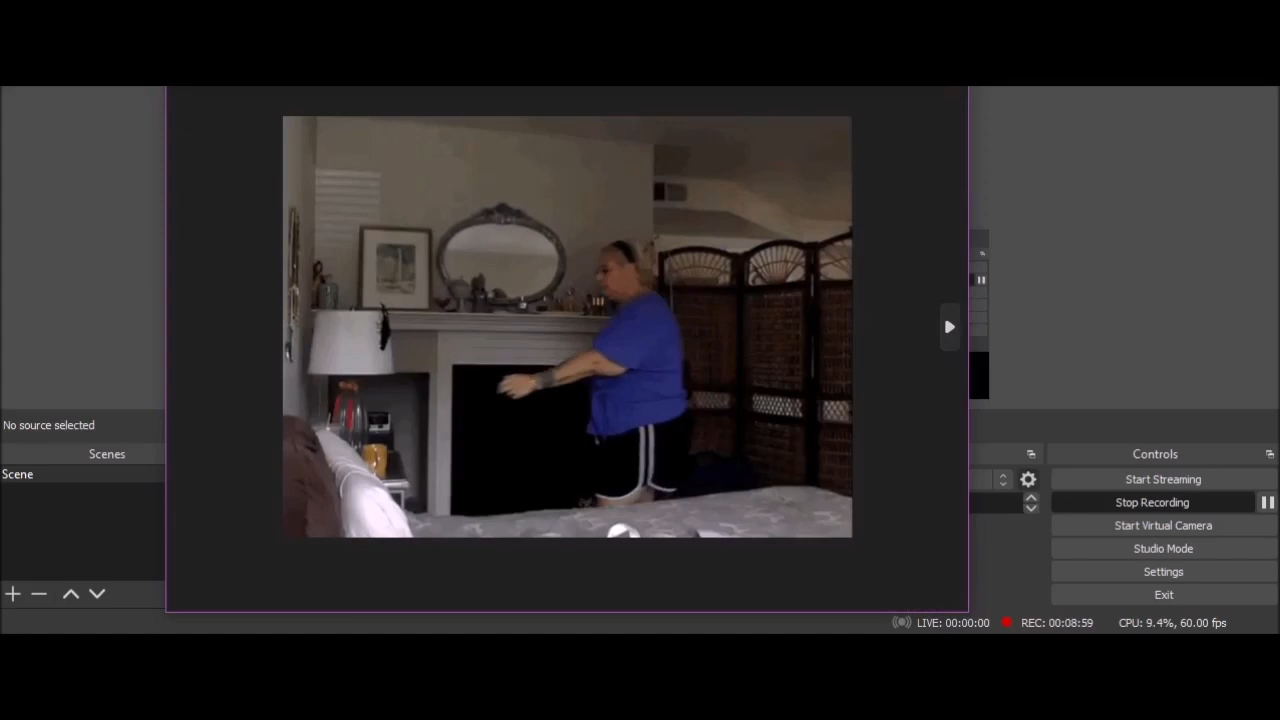 No source selected
Scenes
Scene
Controls
Start Streaming
Stop Recording
Start Virtual Camera
Studio Mode
Settings
Exit
LIVE: 00:00:00 REC: 00:08:59 CPU: 9.4%, 60.00 fps